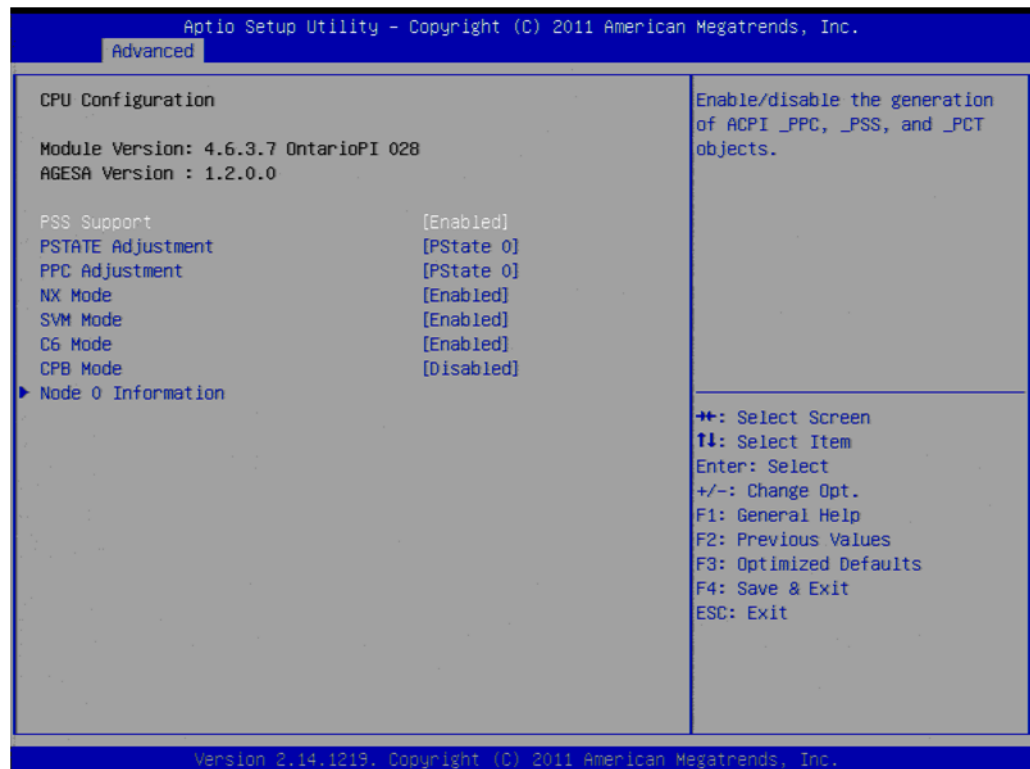 Aptio Setup Utility – Copyright (C) 2011 American Megatrends, Inc.
Advanced
CPU Configuration
Module Version: 4.6.3.7 OntarioPI 028
AGESA Version : 1.2.0.0
PSS Support [Enabled]
PSTATE Adjustment [PState 0]
PPC Adjustment [PState 0]
NX Mode [Enabled]
SVM Mode [Enabled]
C6 Mode [Enabled]
CPB Mode [Disabled]
Node 0 Information
Enable/disable the generation
of ACPI _PPC, _PSS, and _PCT
objects.
→←: Select Screen
↑↓: Select Item
Enter: Select
+/-: Change Opt.
F1: General Help
F2: Previous Values
F3: Optimized Defaults
F4: Save & Exit
ESC: Exit
Version 2.14.1219. Copyright (C) 2011 American Megatrends, Inc.